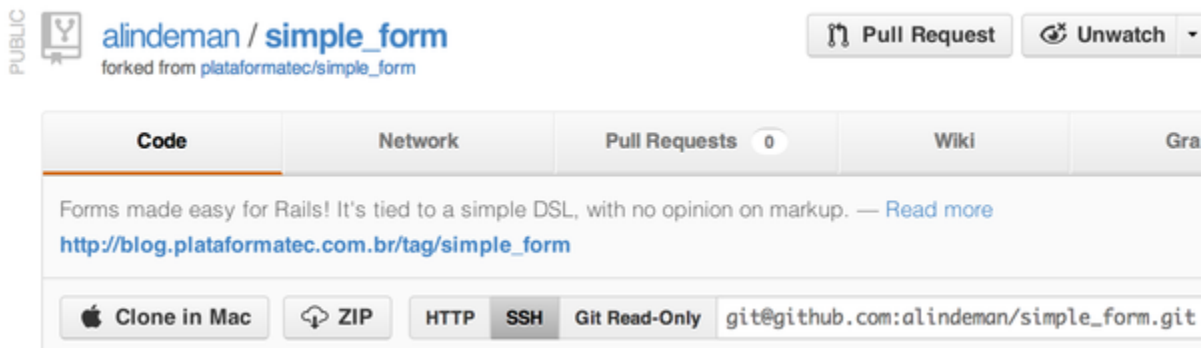 PUBLIC
alindeman / simple_form
forked from plataformatec/simple_form
Pull Request
Unwatch
Code
Network
Pull Requests 0
Wiki
Gra
Forms made easy for Rails! It's tied to a simple DSL, with no opinion on markup. — Read more
http://blog.plataformatec.com.br/tag/simple_form
Clone in Mac
ZIP
HTTP
SSH
Git Read-Only
git@github.com:alindeman/simple_form.git